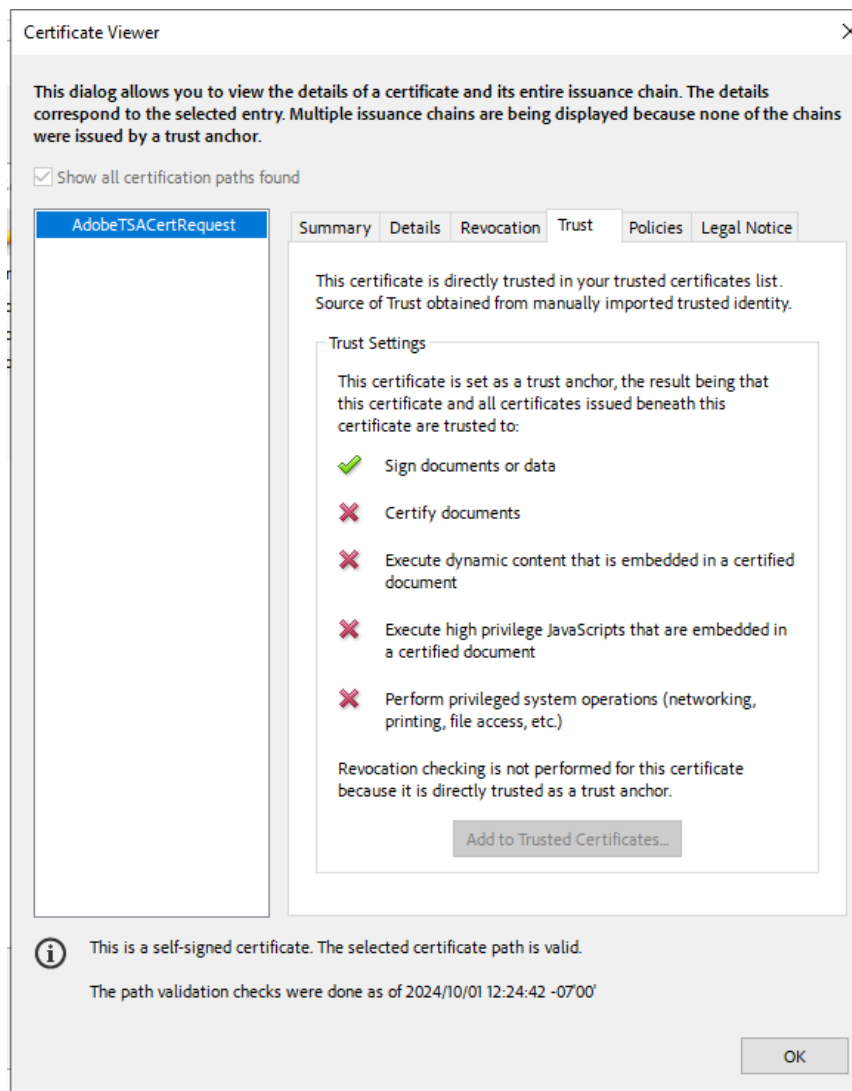 Certificate Viewer
This dialog allows you to view the details of a certificate and its entire issuance chain. The details
correspond to the selected entry. Multiple issuance chains are being displayed because none of the chains
were issued by a trust anchor.
Show all certification paths found
AdobeTSACertRequest
Summary Details Revocation Trust Policies Legal Notice
This certificate is directly trusted in your trusted certificates list.
Source of Trust obtained from manually imported trusted identity.
Trust Settings
This certificate is set as a trust anchor, the result being that
this certificate and all certificates issued beneath this
certificate are trusted to:
Sign documents or data
Certify documents
Execute dynamic content that is embedded in a certified
document
Execute high privilege JavaScripts that are embedded in
a certified document
Perform privileged system operations (networking,
printing, file access, etc.)
Revocation checking is not performed for this certificate
because it is directly trusted as a trust anchor.
Add to Trusted Certificates...
This is a self-signed certificate. The selected certificate path is valid.
The path validation checks were done as of 2024/10/01 12:24:42 -07'00'
OK